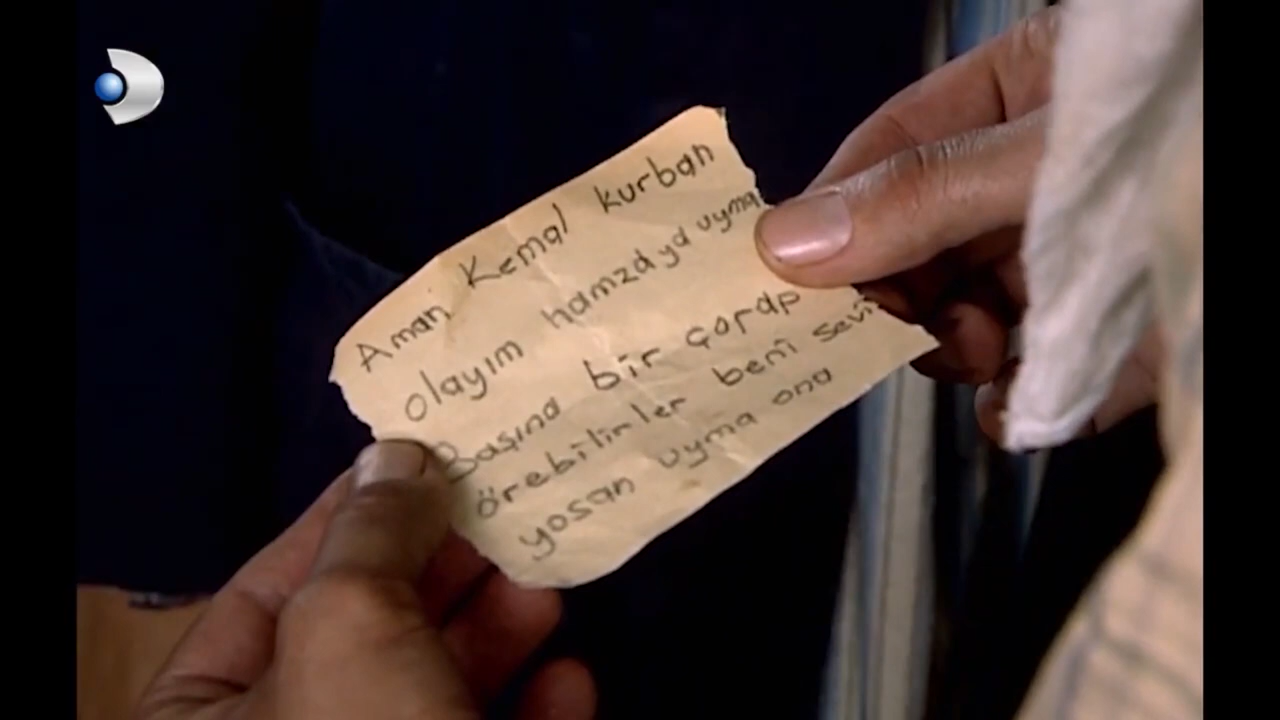 Aman Kemal kurban
olayım hamzaya uyma
Başına bir çorap
örebilirler beni sevi
yosan uyma ona